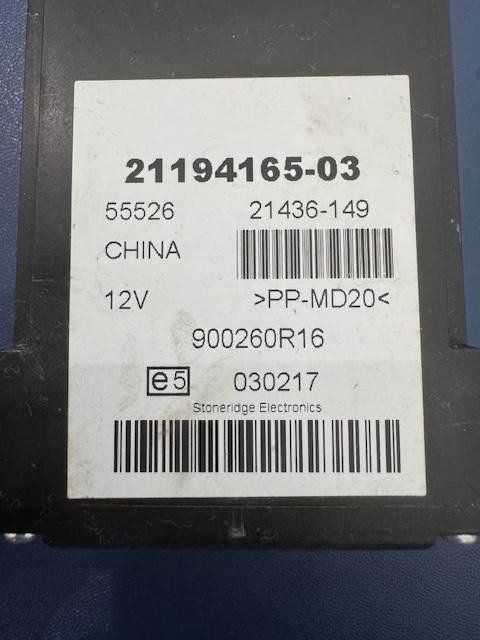 21194165-03
55526 21436-149
CHINA
12V >PP-MD20<
900260R16
e5 030217
Stoneridge Electronics